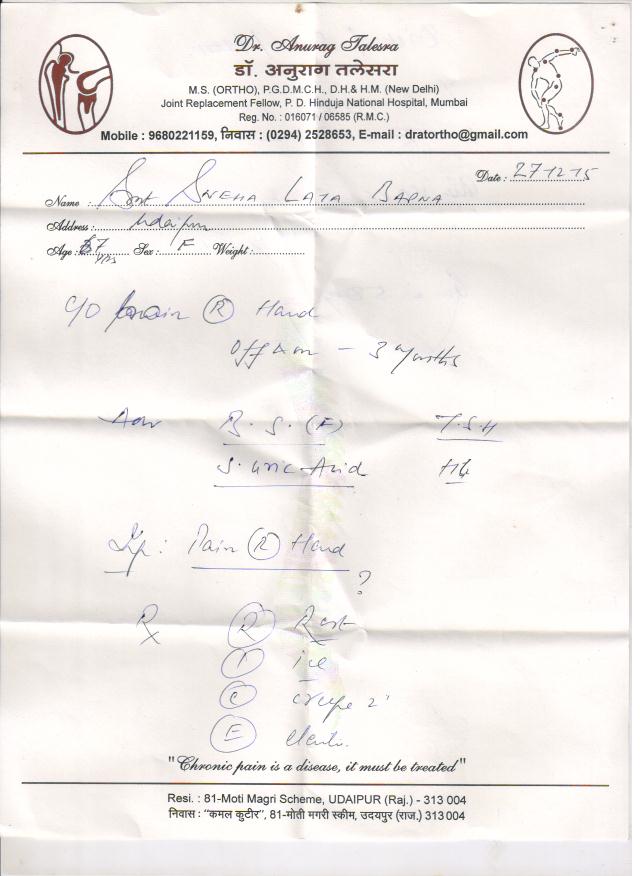 Dr. Anurag Talesra
डॉ. अनुराग तलेसरा
M.S. (ORTHO), P.G.D.M.C.H., D.H.& H.M. (New Delhi)
Joint Replacement Fellow, P. D. Hinduja National Hospital, Mumbai
Reg. No. : 016071 / 06585 (R.M.C.)
Mobile : 9680221159, निवास : (0294) 2528653, E-mail : dratortho@gmail.com
Date : 27-12-15
Name : Smt SNEHA LATA BAPNA
Address : Udaipur
Age : 7 yrs Sex : F Weight :
C/O Pain (R) Hand
Off & on - 3 months
Adv B.S.(F) T.S.H
S. Uric Acid Hb
Imp : Pain (R) Hand
?
Rx (R) Rest
(I) ice
(C) crepe 2"
(E)
"Chronic pain is a disease, it must be treated"
Resi. : 81-Moti Magri Scheme, UDAIPUR (Raj.) - 313 004
निवास : "कमल कुटीर", 81-मोती मगरी स्कीम, उदयपुर (राज.) 313 004